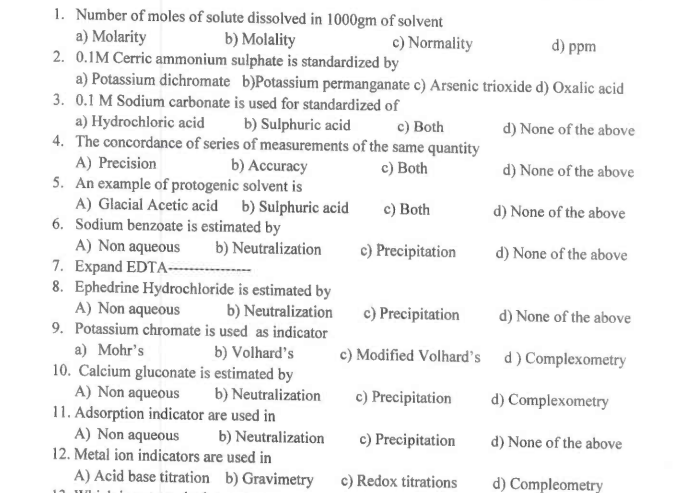 1. Number of moles of solute dissolved in 1000gm of solvent
a) Molarity b) Molality c) Normality d) ppm
2. 0.1M Cerric ammonium sulphate is standardized by
a) Potassium dichromate b)Potassium permanganate c) Arsenic trioxide d) Oxalic acid
3. 0.1 M Sodium carbonate is used for standardized of
a) Hydrochloric acid b) Sulphuric acid c) Both d) None of the above
4. The concordance of series of measurements of the same quantity
A) Precision b) Accuracy c) Both d) None of the above
5. An example of protogenic solvent is
A) Glacial Acetic acid b) Sulphuric acid c) Both d) None of the above
6. Sodium benzoate is estimated by
A) Non aqueous b) Neutralization c) Precipitation d) None of the above
7. Expand EDTA-----------------
8. Ephedrine Hydrochloride is estimated by
A) Non aqueous b) Neutralization c) Precipitation d) None of the above
9. Potassium chromate is used as indicator
a) Mohr's b) Volhard's c) Modified Volhard's d ) Complexometry
10. Calcium gluconate is estimated by
A) Non aqueous b) Neutralization c) Precipitation d) Complexometry
11. Adsorption indicator are used in
A) Non aqueous b) Neutralization c) Precipitation d) None of the above
12. Metal ion indicators are used in
A) Acid base titration b) Gravimetry c) Redox titrations d) Compleometry